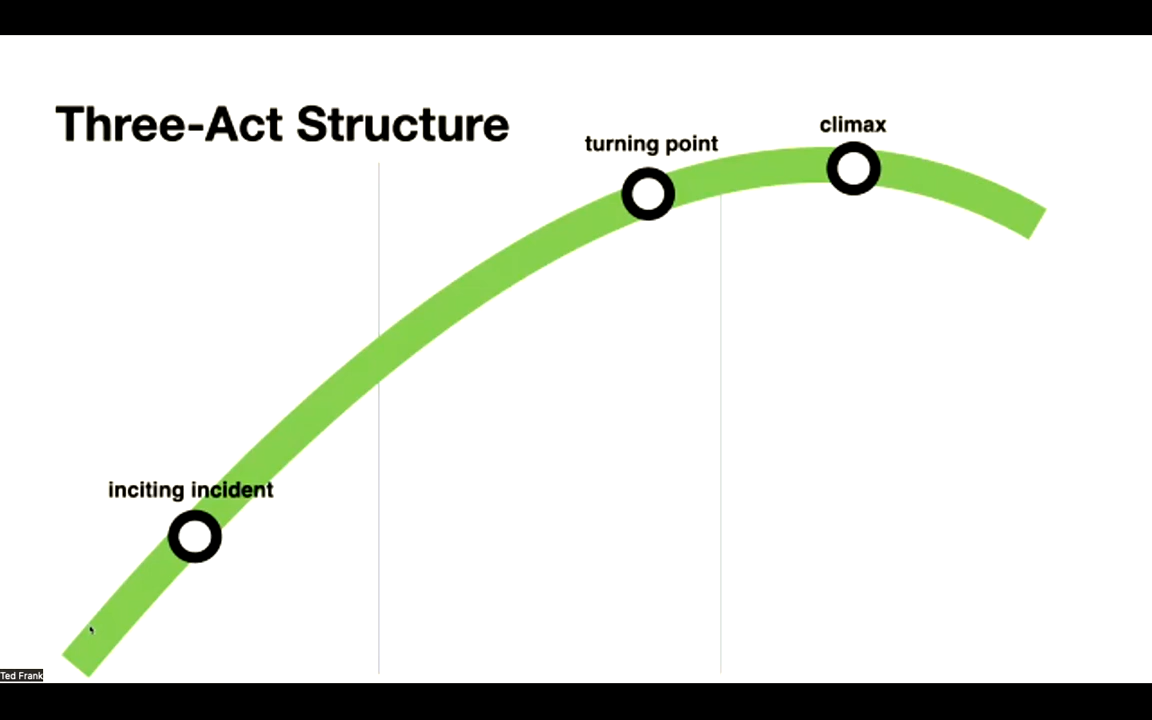 Three-Act Structure
turning point
climax
inciting incident
Ted Frank